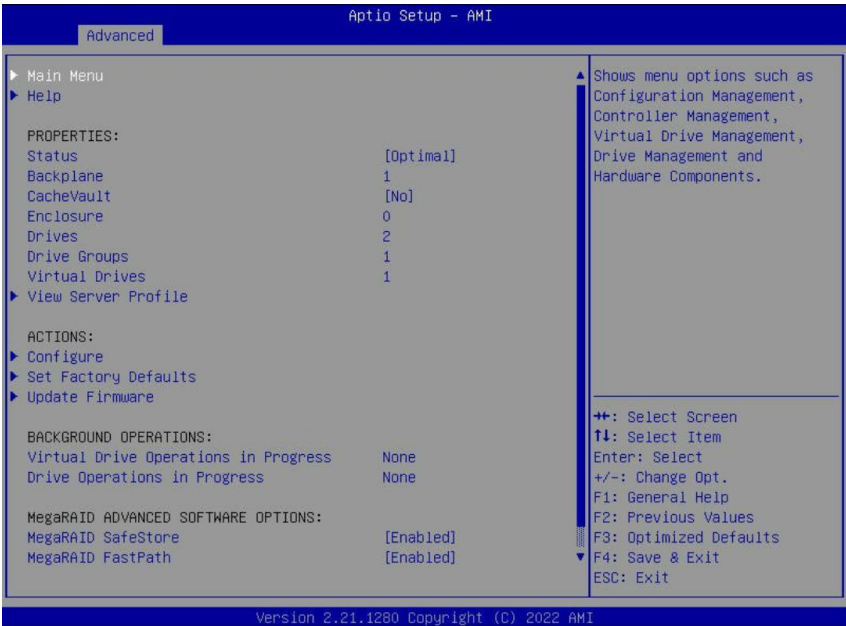 Aptio Setup – AMI
Advanced
▶ Main Menu
▶ Help
PROPERTIES:
Status [Optimal]
Backplane 1
CacheVault [No]
Enclosure 0
Drives 2
Drive Groups 1
Virtual Drives 1
▶ View Server Profile
ACTIONS:
▶ Configure
▶ Set Factory Defaults
▶ Update Firmware
BACKGROUND OPERATIONS:
Virtual Drive Operations in Progress None
Drive Operations in Progress None
MegaRAID ADVANCED SOFTWARE OPTIONS:
MegaRAID SafeStore [Enabled]
MegaRAID FastPath [Enabled]
Shows menu options such as
Configuration Management,
Controller Management,
Virtual Drive Management,
Drive Management and
Hardware Components.
→←: Select Screen
↑↓: Select Item
Enter: Select
+/-: Change Opt.
F1: General Help
F2: Previous Values
F3: Optimized Defaults
F4: Save & Exit
ESC: Exit
Version 2.21.1280 Copyright (C) 2022 AMI